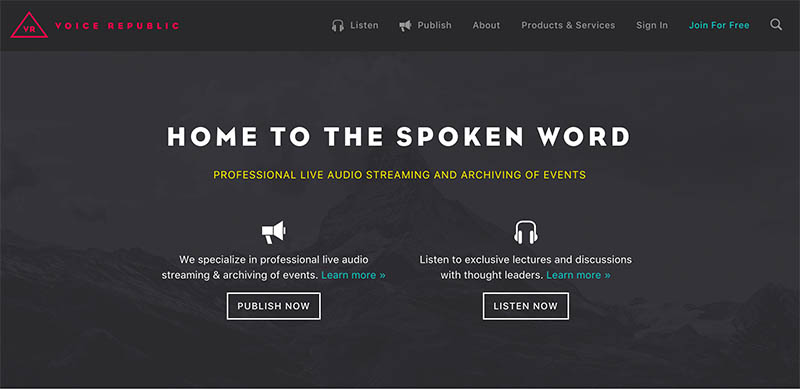 VR VOICE REPUBLIC
Listen Publish About Products & Services Sign In Join For Free
HOME TO THE SPOKEN WORD
PROFESSIONAL LIVE AUDIO STREAMING AND ARCHIVING OF EVENTS
We specialize in professional live audio
streaming & archiving of events. Learn more »
PUBLISH NOW
Listen to exclusive lectures and discussions
with thought leaders. Learn more »
LISTEN NOW